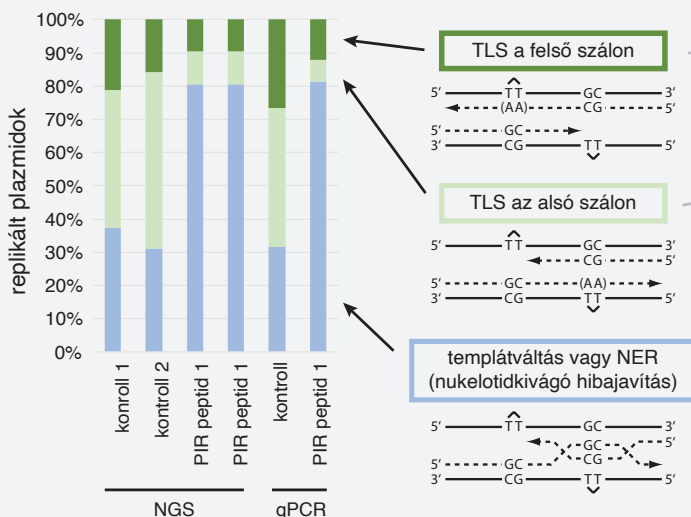 100%
90%
80%
70%
60%
50%
40%
30%
20%
10%
0%
replikált plazmidok
konroll 1
kontroll 2
PIR peptid 1
PIR peptid 1
kontroll
PIR peptid 1
NGS
qPCR
TLS a felső szálon
5′ TT GC 3′
(AA) CG 5′
5′ GC
3′ CG TT 5′
TLS az alsó szálon
5′ TT GC 3′
CG 5′
5′ GC (AA)
3′ CG TT 5′
templátváltás vagy NER
(nukelotidkivágó hibajavítás)
5′ TT GC 3′
GC 5′
CG
5′ GC
3′ CG TT 5′